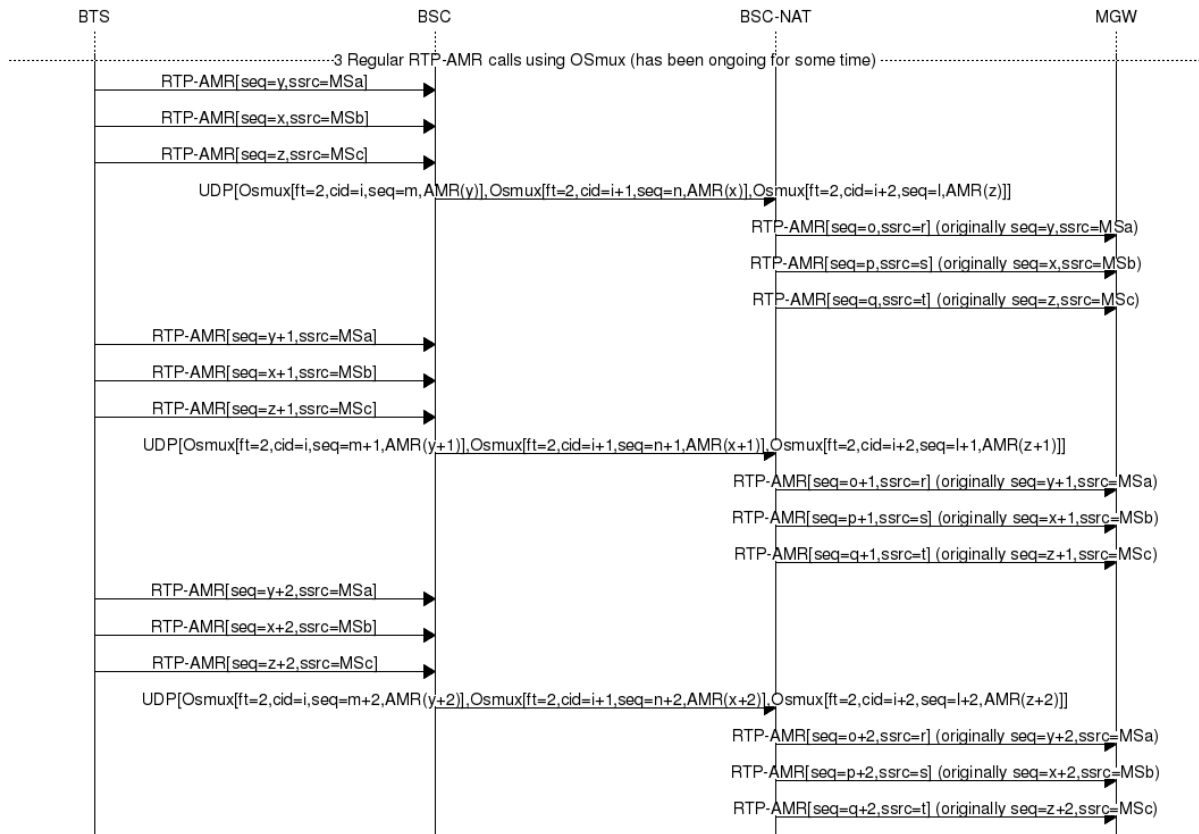 BTS BSC BSC-NAT MGW
3 Regular RTP-AMR calls using OSmux (has been ongoing for some time)
RTP-AMR[seq=y,ssrc=MSa]
RTP-AMR[seq=x,ssrc=MSb]
RTP-AMR[seq=z,ssrc=MSc]
UDP[Osmux[ft=2,cid=i,seq=m,AMR(y)],Osmux[ft=2,cid=i+1,seq=n,AMR(x)],Osmux[ft=2,cid=i+2,seq=l,AMR(z)]]
RTP-AMR[seq=o,ssrc=r] (originally seq=y,ssrc=MSa)
RTP-AMR[seq=p,ssrc=s] (originally seq=x,ssrc=MSb)
RTP-AMR[seq=q,ssrc=t] (originally seq=z,ssrc=MSc)
RTP-AMR[seq=y+1,ssrc=MSa]
RTP-AMR[seq=x+1,ssrc=MSb]
RTP-AMR[seq=z+1,ssrc=MSc]
UDP[Osmux[ft=2,cid=i,seq=m+1,AMR(y+1)],Osmux[ft=2,cid=i+1,seq=n+1,AMR(x+1)],Osmux[ft=2,cid=i+2,seq=l+1,AMR(z+1)]]
RTP-AMR[seq=o+1,ssrc=r] (originally seq=y+1,ssrc=MSa)
RTP-AMR[seq=p+1,ssrc=s] (originally seq=x+1,ssrc=MSb)
RTP-AMR[seq=q+1,ssrc=t] (originally seq=z+1,ssrc=MSc)
RTP-AMR[seq=y+2,ssrc=MSa]
RTP-AMR[seq=x+2,ssrc=MSb]
RTP-AMR[seq=z+2,ssrc=MSc]
UDP[Osmux[ft=2,cid=i,seq=m+2,AMR(y+2)],Osmux[ft=2,cid=i+1,seq=n+2,AMR(x+2)],Osmux[ft=2,cid=i+2,seq=l+2,AMR(z+2)]]
RTP-AMR[seq=o+2,ssrc=r] (originally seq=y+2,ssrc=MSa)
RTP-AMR[seq=p+2,ssrc=s] (originally seq=x+2,ssrc=MSb)
RTP-AMR[seq=q+2,ssrc=t] (originally seq=z+2,ssrc=MSc)